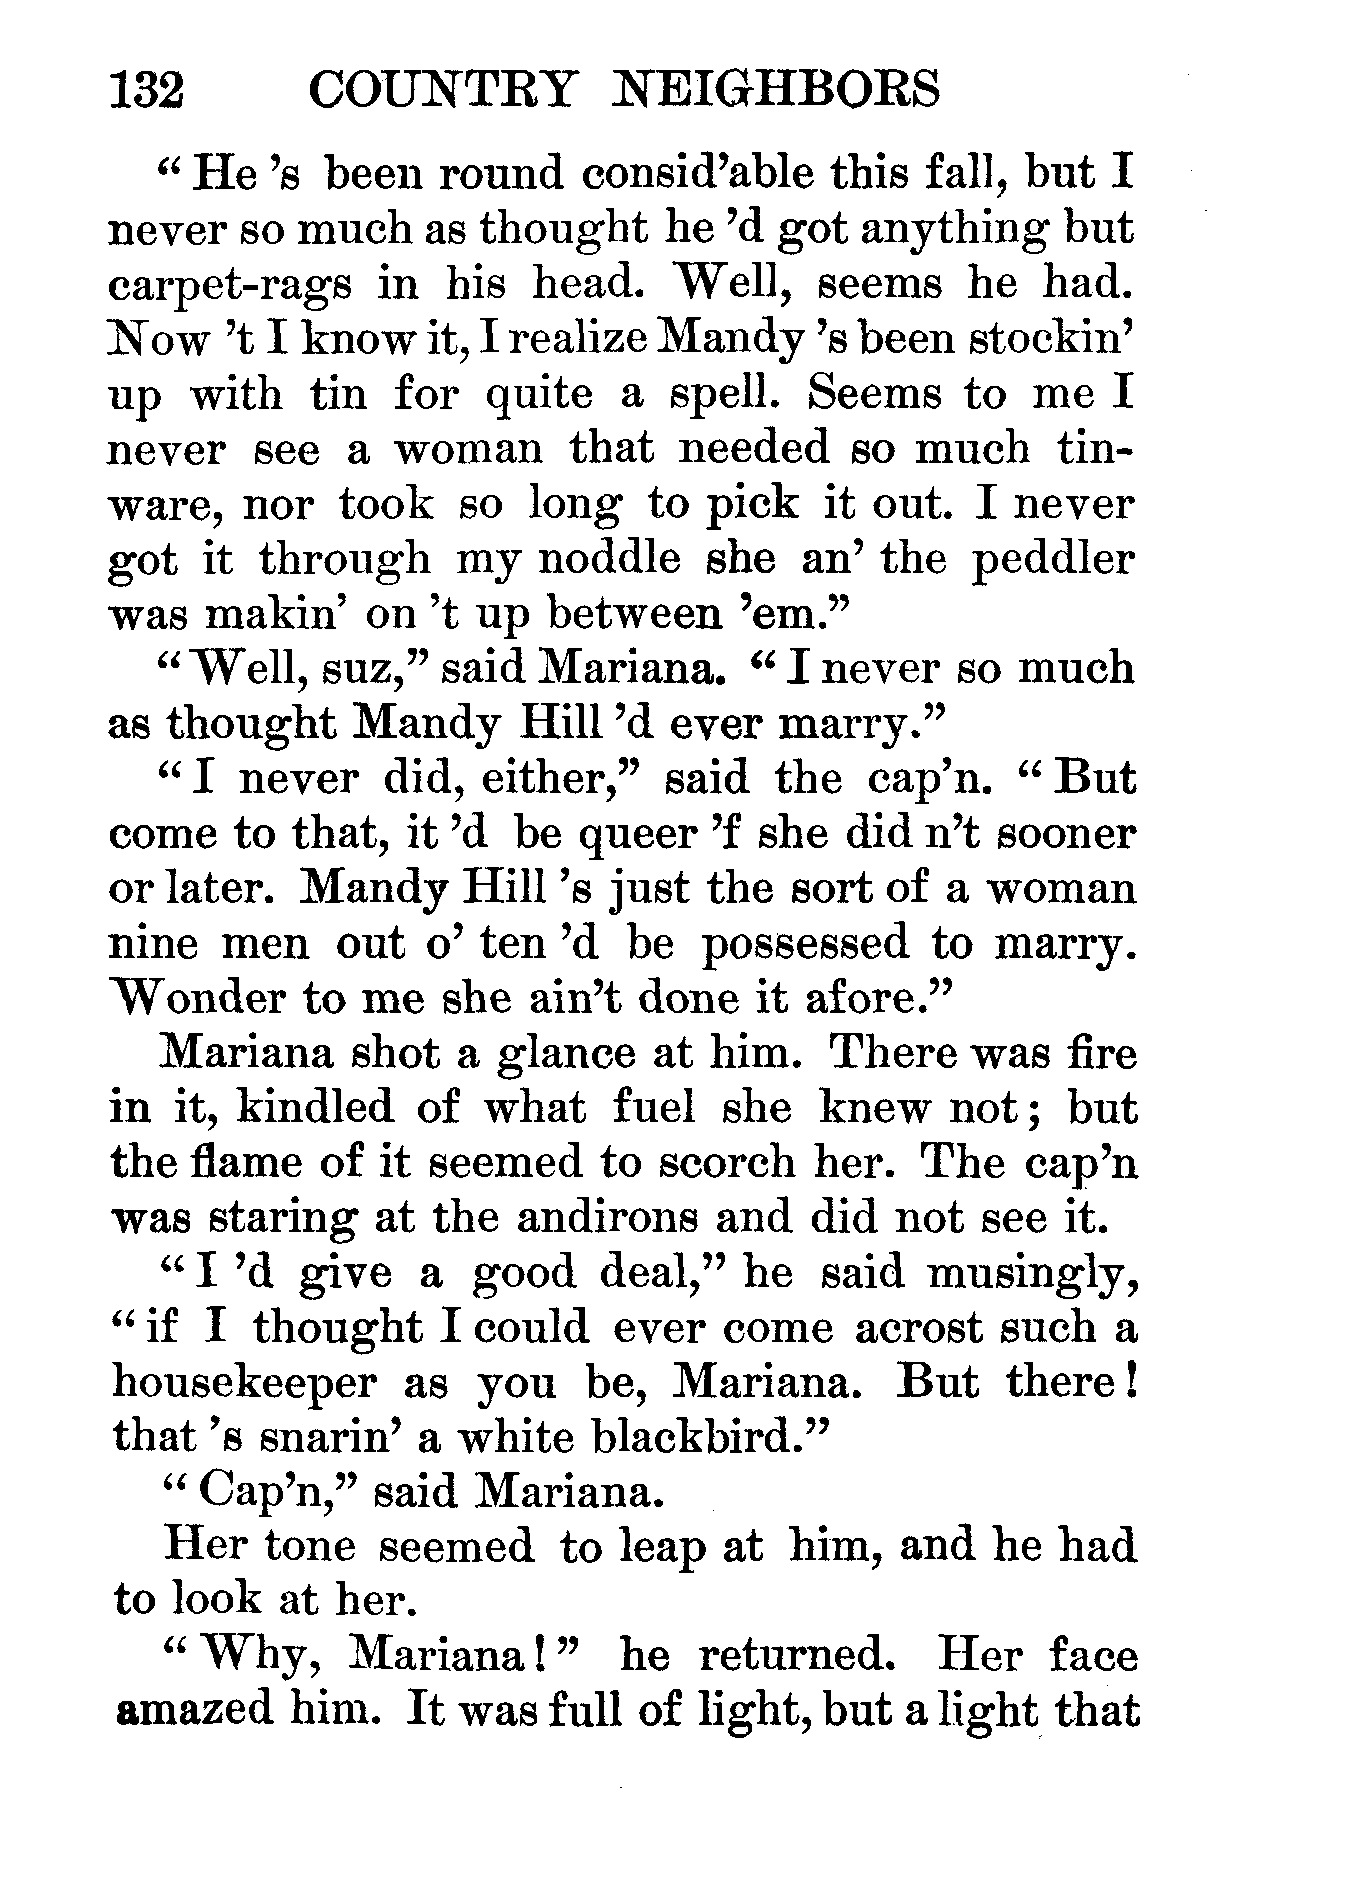 132 COUNTRY NEIGHBORS
“ He ’s been round consid’able this fall, but I
never so much as thought he ’d got anything but
carpet-rags in his head. Well, seems he had.
Now ’t I know it, I realize Mandy ’s been stockin’
up with tin for quite a spell. Seems to me I
never see a woman that needed so much tin-
ware, nor took so long to pick it out. I never
got it through my noddle she an’ the peddler
was makin’ on ’t up between ’em.”
“ Well, suz,” said Mariana. “ I never so much
as thought Mandy Hill ’d ever marry.”
“ I never did, either,” said the cap’n. “ But
come to that, it ’d be queer ’f she did n’t sooner
or later. Mandy Hill ’s just the sort of a woman
nine men out o’ ten ’d be possessed to marry.
Wonder to me she ain’t done it afore.”
Mariana shot a glance at him. There was fire
in it, kindled of what fuel she knew not ; but
the flame of it seemed to scorch her. The cap’n
was staring at the andirons and did not see it.
“ I ’d give a good deal,” he said musingly,
“ if I thought I could ever come acrost such a
housekeeper as you be, Mariana. But there !
that ’s snarin’ a white blackbird.”
“ Cap’n,” said Mariana.
Her tone seemed to leap at him, and he had
to look at her.
“ Why, Mariana ! ” he returned. Her face
amazed him. It was full of light, but a light that